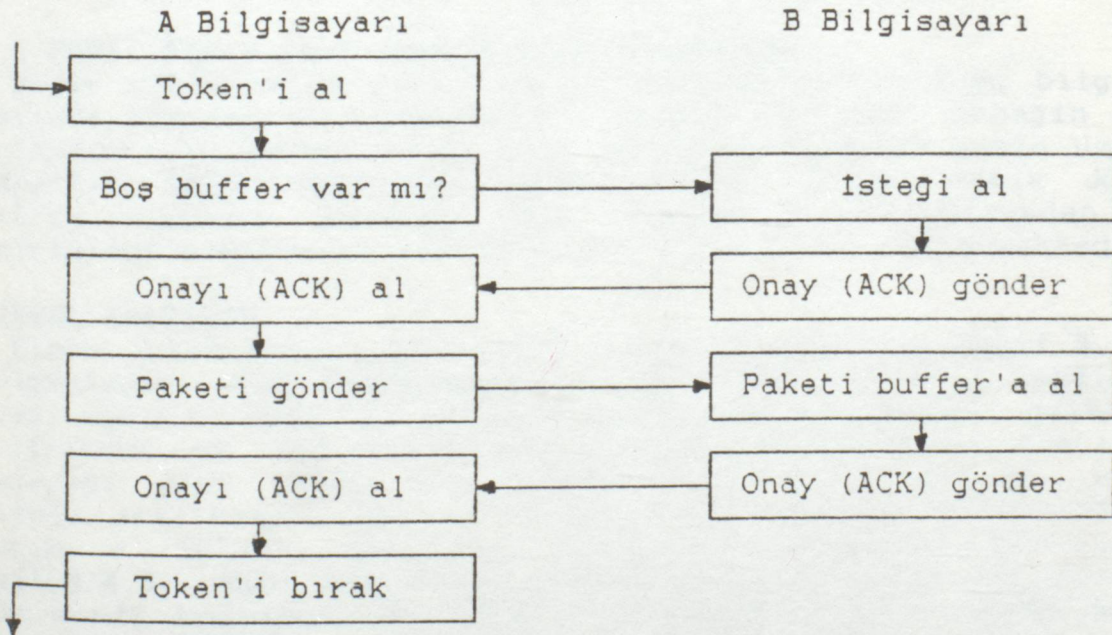 A Bilgisayarı
B Bilgisayarı
Token'i al
Boş buffer var mı?
İsteği al
Onayı (ACK) al
Onay (ACK) gönder
Paketi gönder
Paketi buffer'a al
Onayı (ACK) al
Onay (ACK) gönder
Token'i bırak